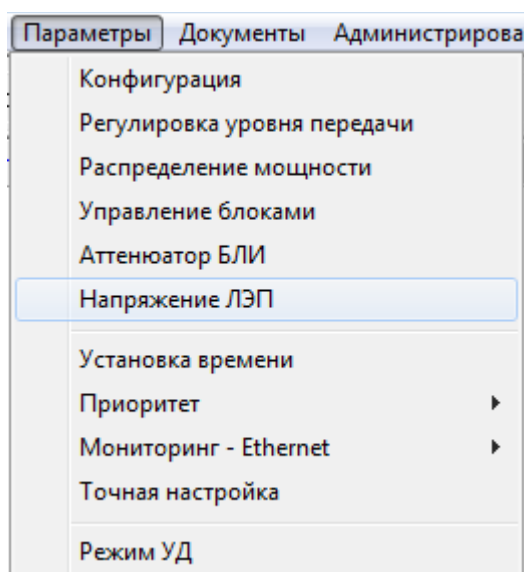 Параметры Документы Администрирова
Конфигурация
Регулировка уровня передачи
Распределение мощности
Управление блоками
Аттенюатор БЛИ
Напряжение ЛЭП
Установка времени
Приоритет
Мониторинг - Ethernet
Точная настройка
Режим УД